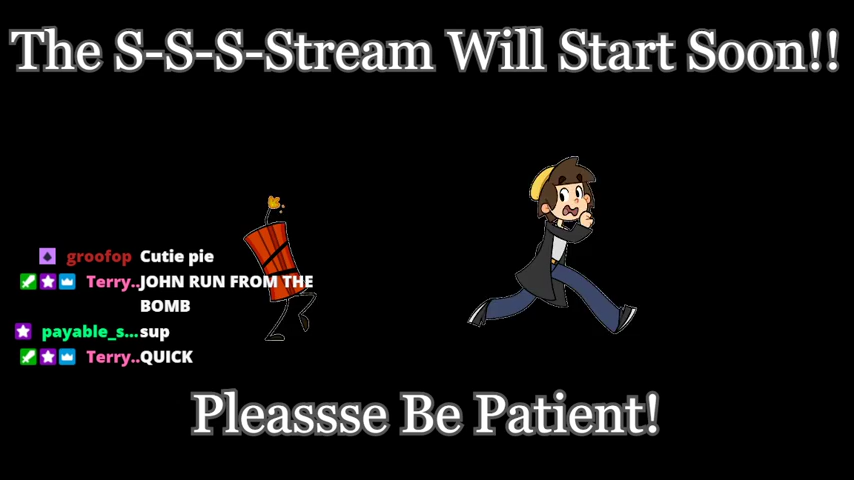 The S-S-S-Stream Will Start Soon!!
groofop Cutie pie
Terry.. JOHN RUN FROM THE
BOMB
payable_s... sup
Terry.. QUICK
Pleassse Be Patient!